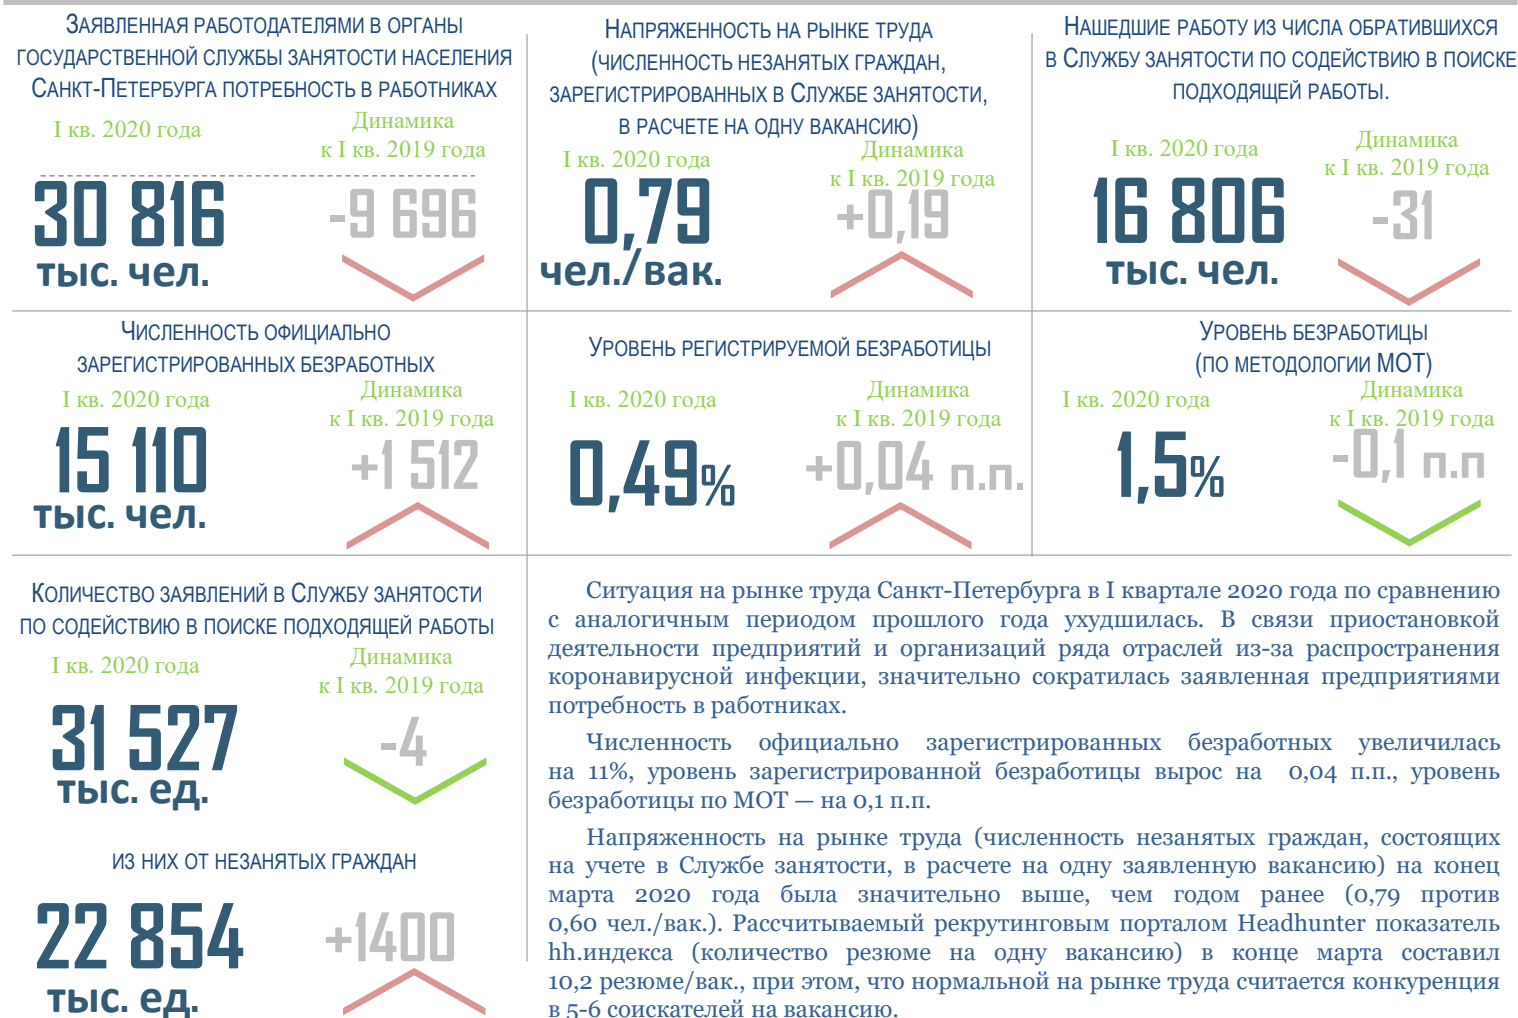 Заявленная работодателями в органы
государственной службы занятости населения
Санкт-Петербурга потребность в работниках
I кв. 2020 года
Динамика
к I кв. 2019 года
30 816
-9 696
тыс. чел.
Напряженность на рынке труда
(численность незанятых граждан,
зарегистрированных в Службе занятости,
в расчете на одну вакансию)
I кв. 2020 года
Динамика
к I кв. 2019 года
0,79
+0,19
чел./вак.
Нашедшие работу из числа обратившихся
в Службу занятости по содействию в поиске
подходящей работы.
I кв. 2020 года
Динамика
к I кв. 2019 года
16 806
-31
тыс. чел.
Численность официально
зарегистрированных безработных
I кв. 2020 года
Динамика
к I кв. 2019 года
15 110
+1 512
тыс. чел.
Уровень регистрируемой безработицы
I кв. 2020 года
Динамика
к I кв. 2019 года
0,49%
+0,04 п.п.
Уровень безработицы
(по методологии МОТ)
I кв. 2020 года
Динамика
к I кв. 2019 года
1,5%
-0,1 п.п
Количество заявлений в Службу занятости
по содействию в поиске подходящей работы
I кв. 2020 года
Динамика
к I кв. 2019 года
31 527
-4
тыс. ед.
из них от незанятых граждан
22 854
+1400
тыс. ед.
Ситуация на рынке труда Санкт-Петербурга в I квартале 2020 года по сравнению
с аналогичным периодом прошлого года ухудшилась. В связи приостановкой
деятельности предприятий и организаций ряда отраслей из-за распространения
коронавирусной инфекции, значительно сократилась заявленная предприятиями
потребность в работниках.
Численность официально зарегистрированных безработных увеличилась
на 11%, уровень зарегистрированной безработицы вырос на 0,04 п.п., уровень
безработицы по МОТ — на 0,1 п.п.
Напряженность на рынке труда (численность незанятых граждан, состоящих
на учете в Службе занятости, в расчете на одну заявленную вакансию) на конец
марта 2020 года была значительно выше, чем годом ранее (0,79 против
0,60 чел./вак.). Рассчитываемый рекрутинговым порталом Headhunter показатель
hh.индекса (количество резюме на одну вакансию) в конце марта составил
10,2 резюме/вак., при этом, что нормальной на рынке труда считается конкуренция
в 5-6 соискателей на вакансию.